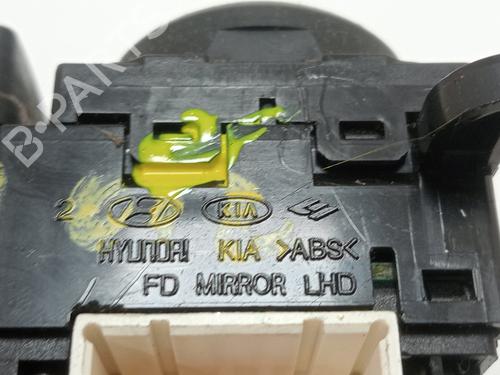 B-PARTS
2 KIA
HYUNDAI KIA >ABS<
FD MIRROR LHD